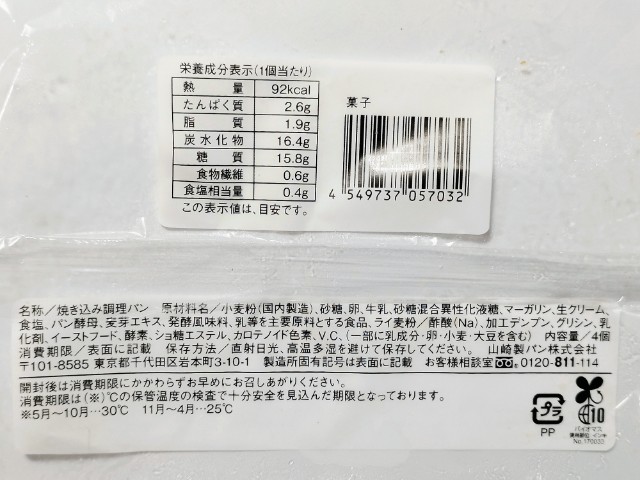 栄養成分表示(1個当たり)
熱 量 92kcal
たんぱく質 2.6g
脂 質 1.9g
炭水化物 16.4g
糖 質 15.8g
食物繊維 0.6g
食塩相当量 0.4g
この表示値は、目安です。
菓子
4 549737 057032
名称/焼き込み調理パン 原材料名/小麦粉(国内製造)、砂糖、卵、牛乳、砂糖混合異性化液糖、マーガリン、生クリーム、
食塩、パン酵母、麦芽エキス、発酵風味料、乳等を主要原料とする食品、ライ麦粉/酢酸(Na)、加工デンプン、グリシン、乳
化剤、イーストフード、酵素、ショ糖エステル、カロテノイド色素、V.C、(一部に乳成分・卵・小麦・大豆を含む) 内容量/4個
消費期限/表面に記載 保存方法/直射日光、高温多湿を避けて保存してください。 山崎製パン株式会社
〒101-8585 東京都千代田区岩本町3-10-1 製造所固有記号は表面に記載 お客様相談室 0120-811-114
開封後は消費期限にかかわらずお早めにお召しあがりください。
消費期限は(※)℃の保管温度の検査で十分安全を見込んだ期限となっております。
※5月〜10月…30℃ 11月〜4月…25℃
プラ
PP
10
バイオマス
No.170020